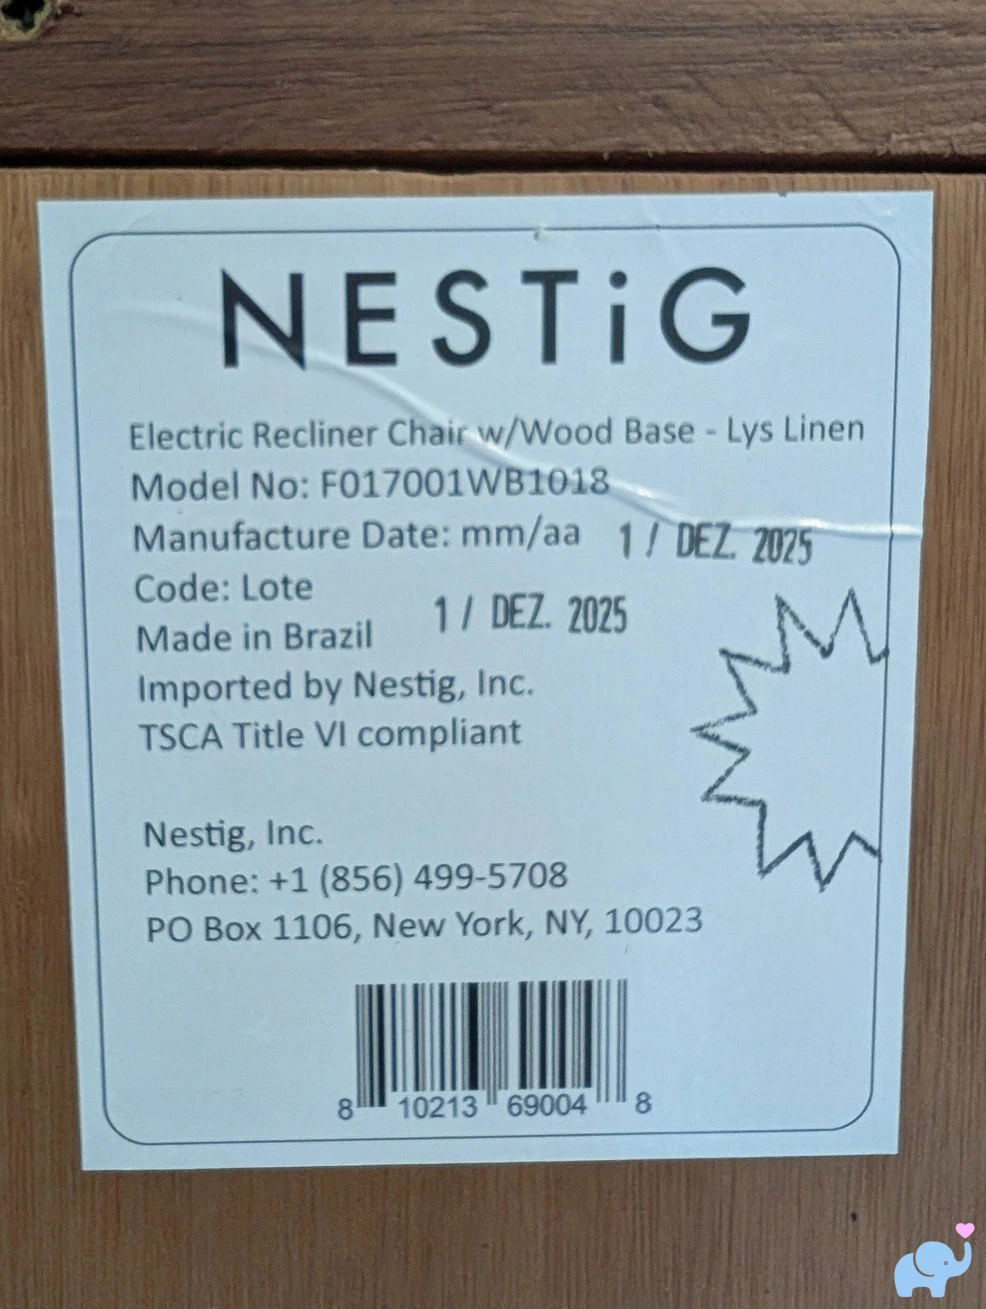 NESTiG
Electric Recliner Chair w/Wood Base - Lys Linen
Model No: F017001WB1018
Manufacture Date: mm/aa 1 / DEZ. 2025
Code: Lote 1 / DEZ. 2025
Made in Brazil
Imported by Nestig, Inc.
TSCA Title VI compliant
Nestig, Inc.
Phone: +1 (856) 499-5708
PO Box 1106, New York, NY, 10023
8 10213 69004 8